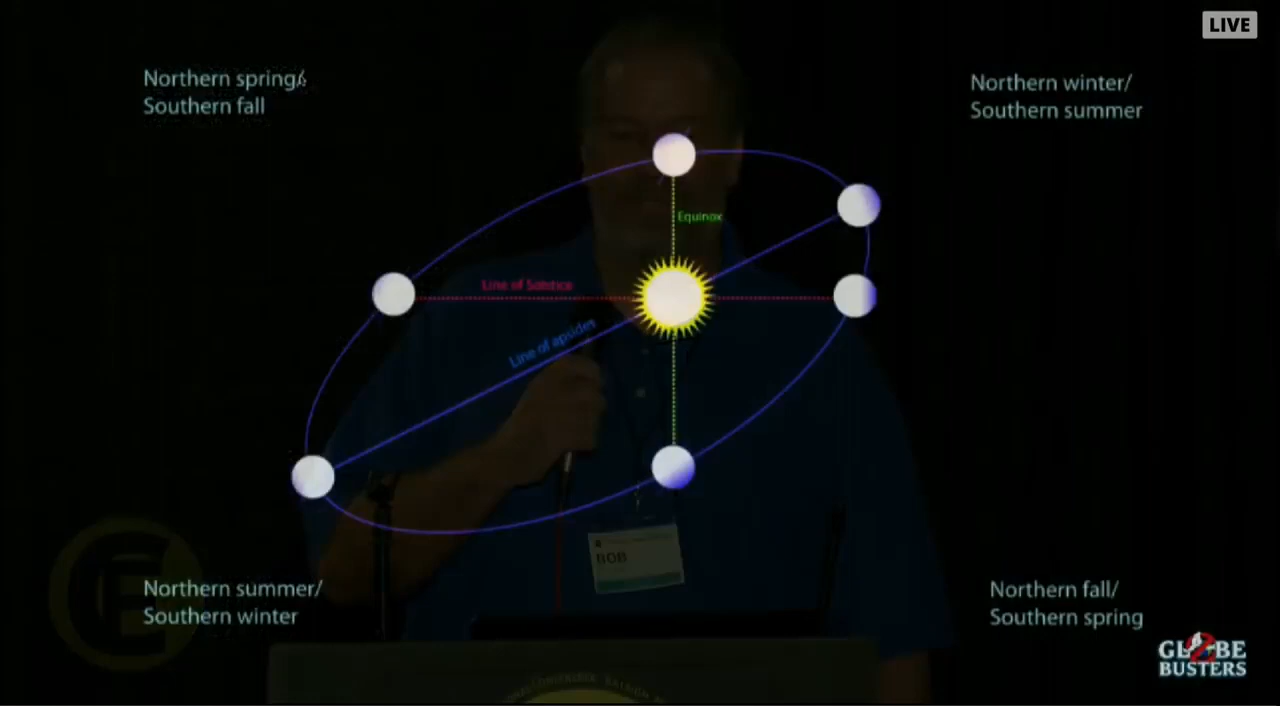 LIVE
Northern spring/
Southern fall
Northern winter/
Southern summer
Equinox
Line of Solstice
Line of apsides
BOB
Northern summer/
Southern winter
Northern fall/
Southern spring
GLOBE
BUSTERS